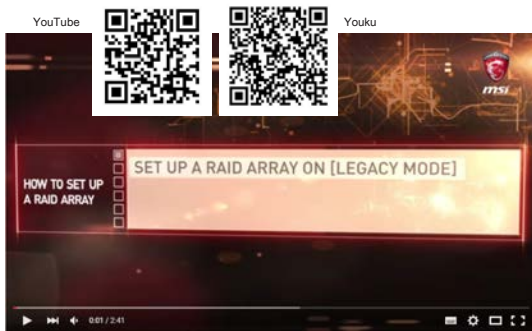 YouTube
Youku
msi
SET UP A RAID ARRAY ON [LEGACY MODE]
HOW TO SET UP
A RAID ARRAY
0:01 / 2:41